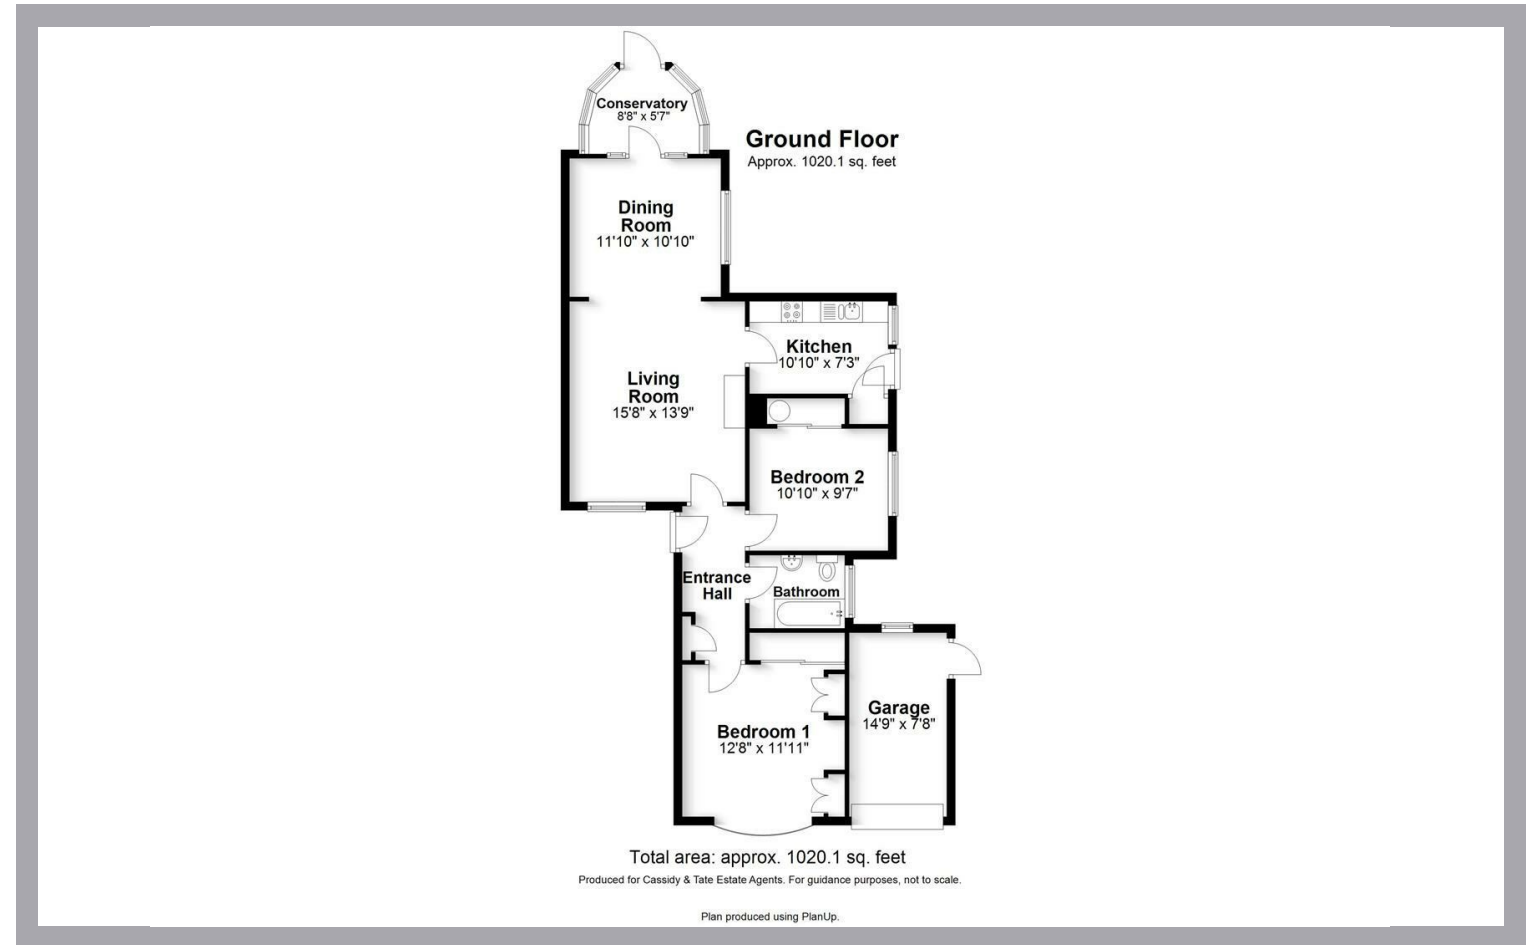 Conservatory
8'8" x 5'7"
Ground Floor
Approx. 1020.1 sq. feet
Dining
Room
11'10" x 10'10"
Kitchen
10'10" x 7'3"
Living
Room
15'8" x 13'9"
Bedroom 2
10'10" x 9'7"
Entrance
Hall
Bathroom
Garage
14'9" x 7'8"
Bedroom 1
12'8" x 11'11"
Total area: approx. 1020.1 sq. feet
Produced for Cassidy & Tate Estate Agents. For guidance purposes, not to scale.
Plan produced using PlanUp.